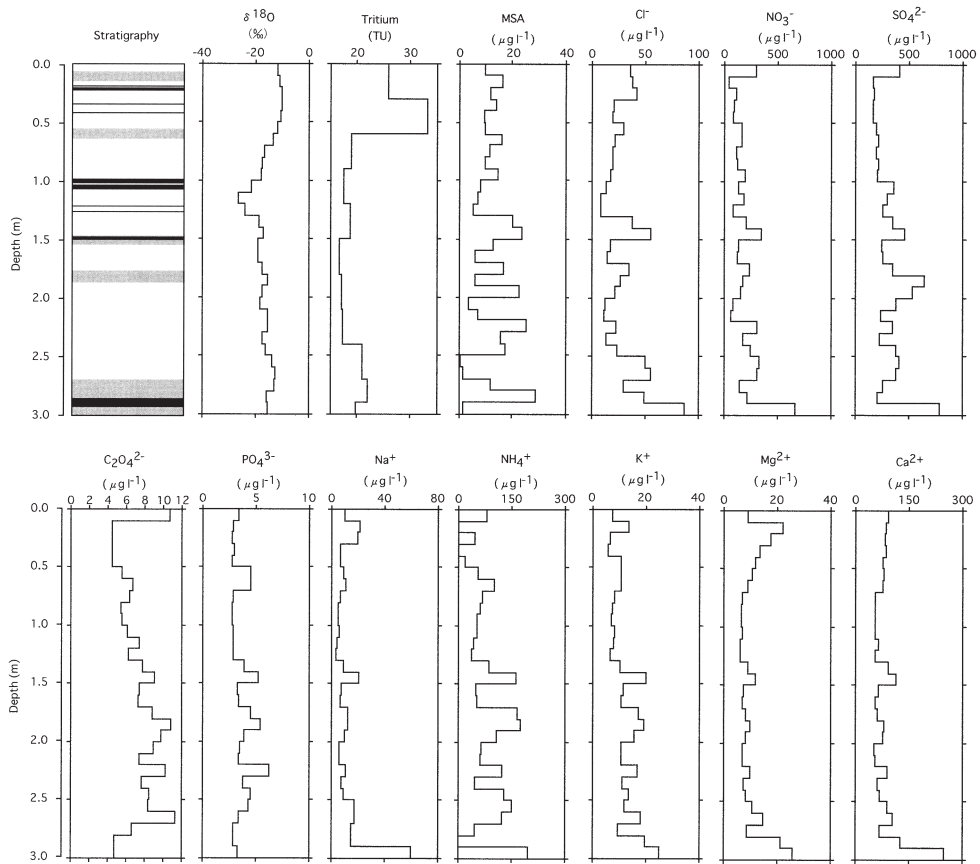 Stratigraphy
δ 18O
(‰)
-40 -20 0
Tritium
(TU)
15 25 35
MSA
(μg l-1)
0 20 40
Cl-
(μg l-1)
0 50 100
NO3-
(μg l-1)
0 500 1000
SO42-
(μg l-1)
0 500 1000
Depth (m)
0.0
0.5
1.0
1.5
2.0
2.5
3.0
C2O42-
(μg l-1)
0 2 4 6 8 10 12
PO43-
(μg l-1)
0 5 10
Na+
(μg l-1)
0 40 80
NH4+
(μg l-1)
0 150 300
K+
(μg l-1)
0 20 40
Mg2+
(μg l-1)
0 20 40
Ca2+
(μg l-1)
0 150 300
Depth (m)
0.0
0.5
1.0
1.5
2.0
2.5
3.0